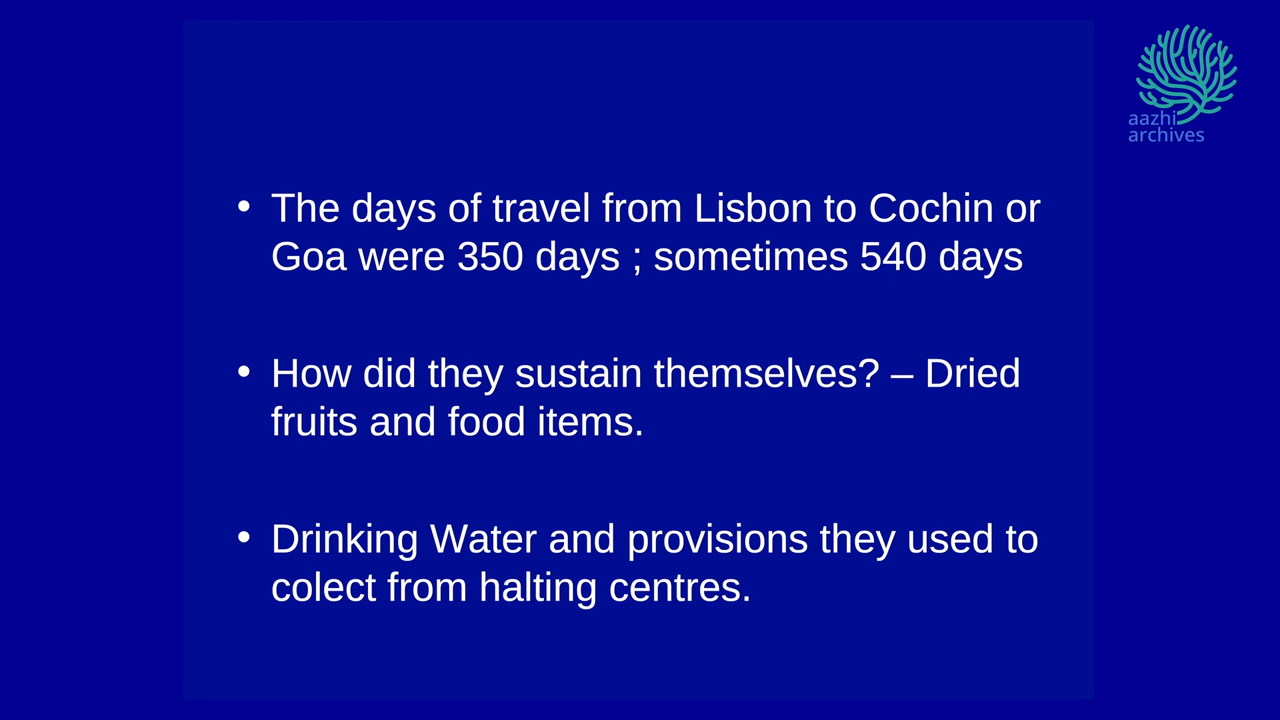 aazhi
archives
• The days of travel from Lisbon to Cochin or
Goa were 350 days ; sometimes 540 days
• How did they sustain themselves? – Dried
fruits and food items.
• Drinking Water and provisions they used to
colect from halting centres.